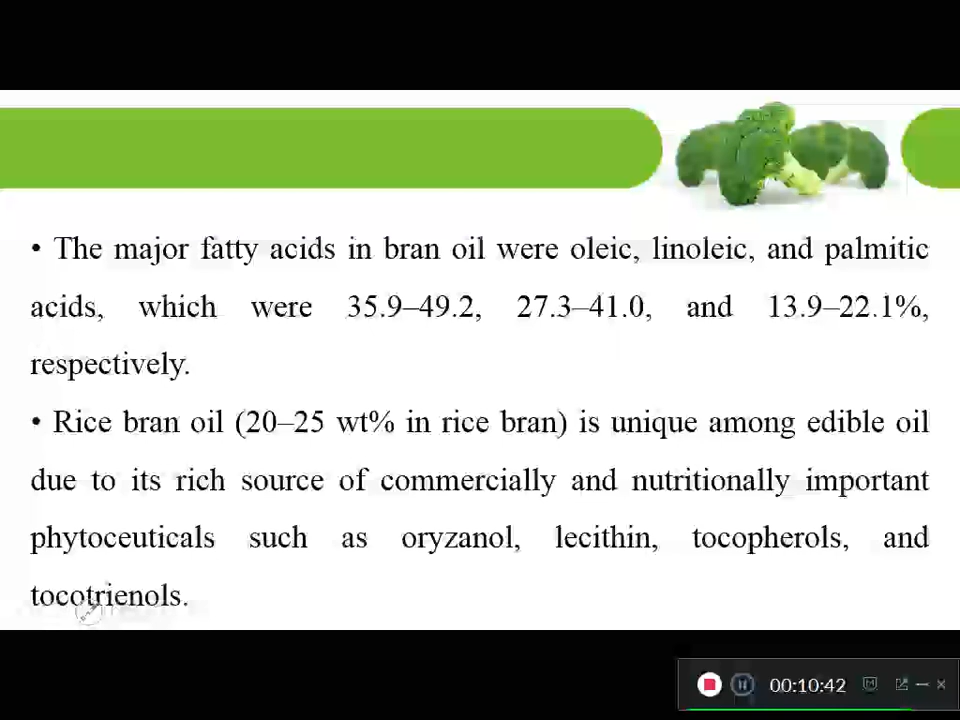 • The major fatty acids in bran oil were oleic, linoleic, and palmitic
acids, which were 35.9–49.2, 27.3–41.0, and 13.9–22.1%,
respectively.
• Rice bran oil (20–25 wt% in rice bran) is unique among edible oil
due to its rich source of commercially and nutritionally important
phytoceuticals such as oryzanol, lecithin, tocopherols, and
tocotrienols.
00:10:42